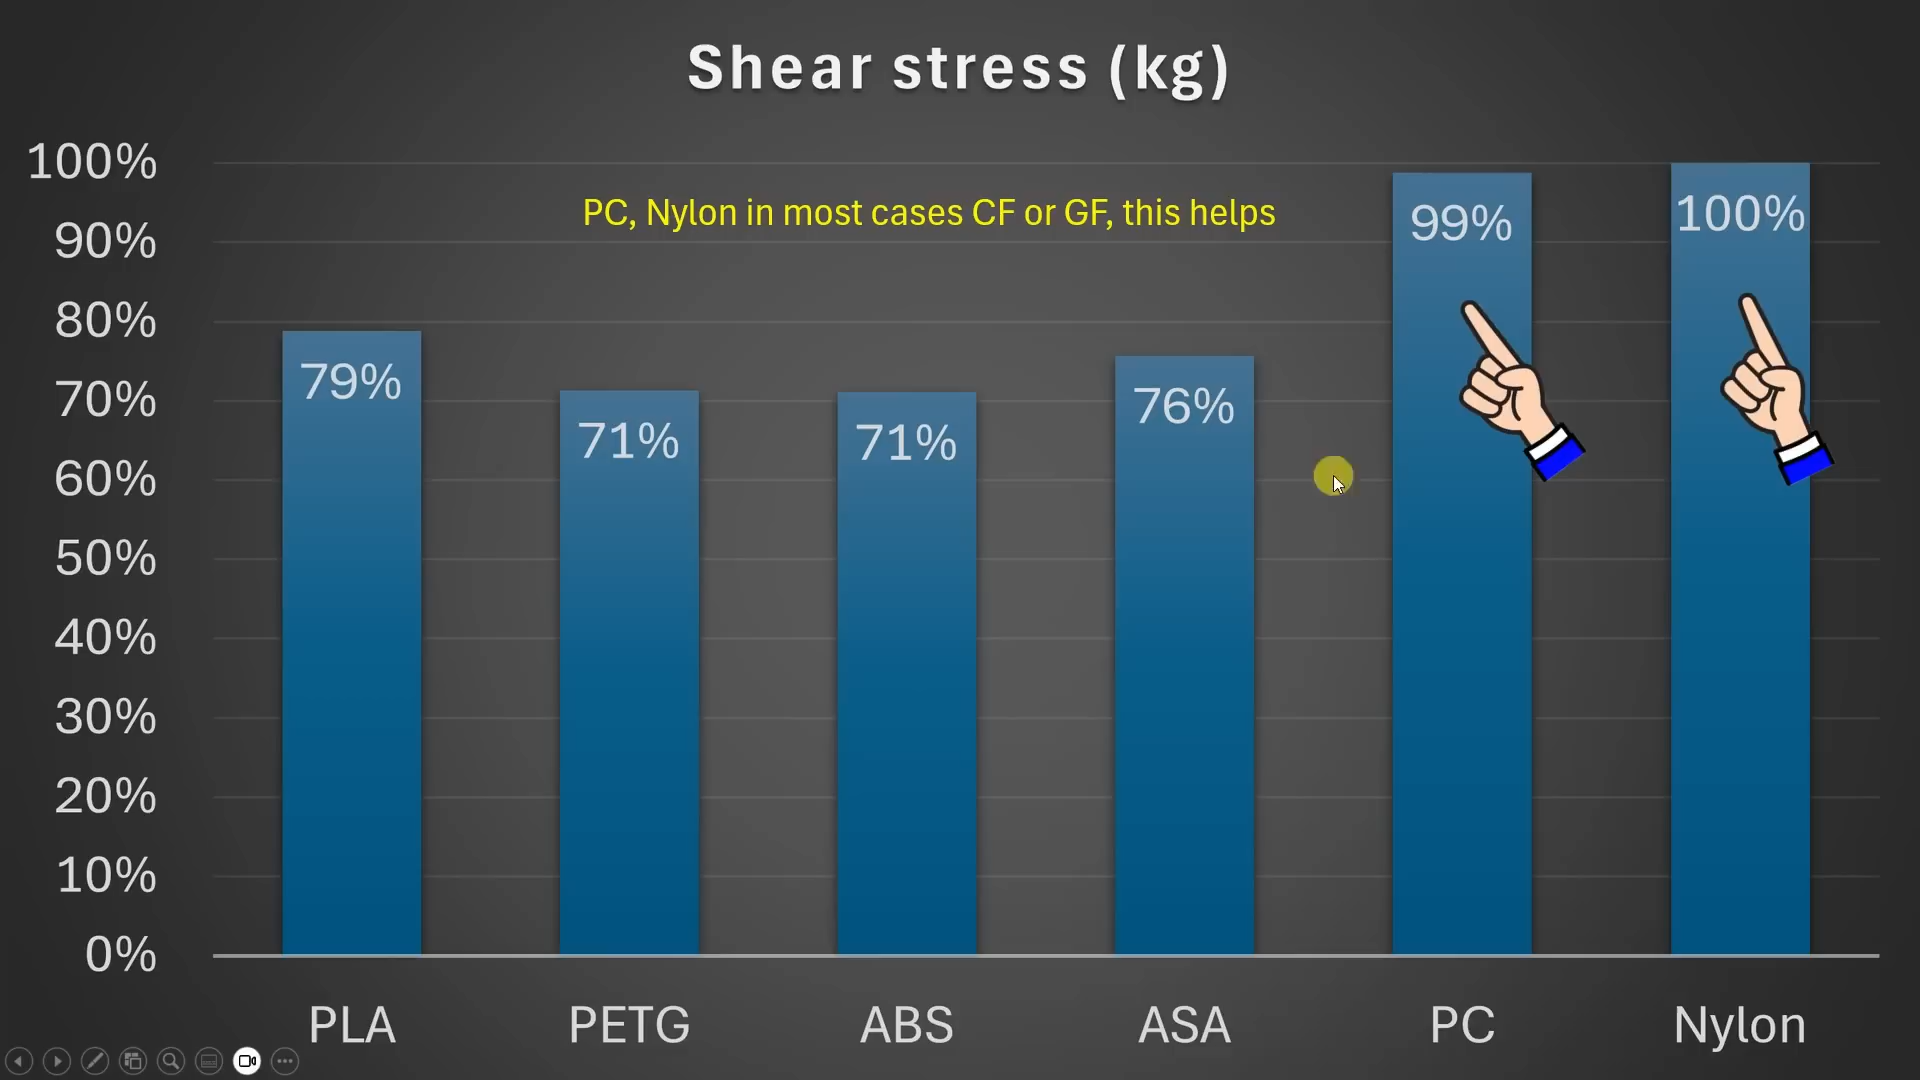 Shear stress (kg)
100%
90%
80%
70%
60%
50%
40%
30%
20%
10%
0%
PC, Nylon in most cases CF or GF, this helps
79%
71%
71%
76%
99%
100%
PLA
PETG
ABS
ASA
PC
Nylon